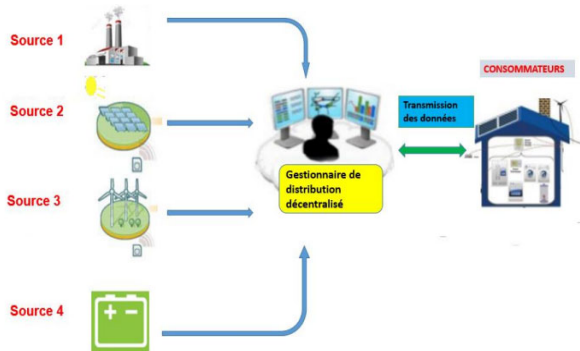 Source 1
Source 2
Source 3
Source 4
Gestionnaire de
distribution
décentralisé
Transmission
des données
CONSOMMATEURS